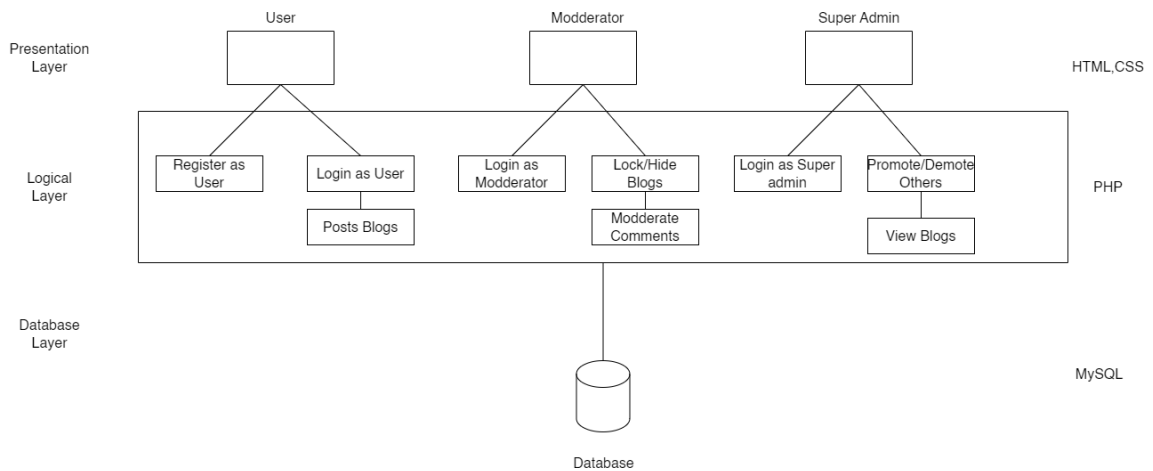 User
Modderator
Super Admin
Presentation
Layer
HTML,CSS
Register as
User
Login as User
Login as
Modderator
Lock/Hide
Blogs
Login as Super
admin
Promote/Demote
Others
Logical
Layer
PHP
Posts Blogs
Modderate
Comments
View Blogs
Database
Layer
MySQL
Database